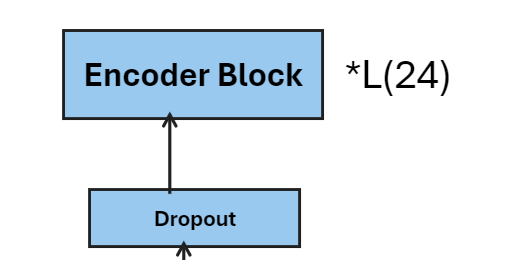 Encoder Block *L(24)
Dropout